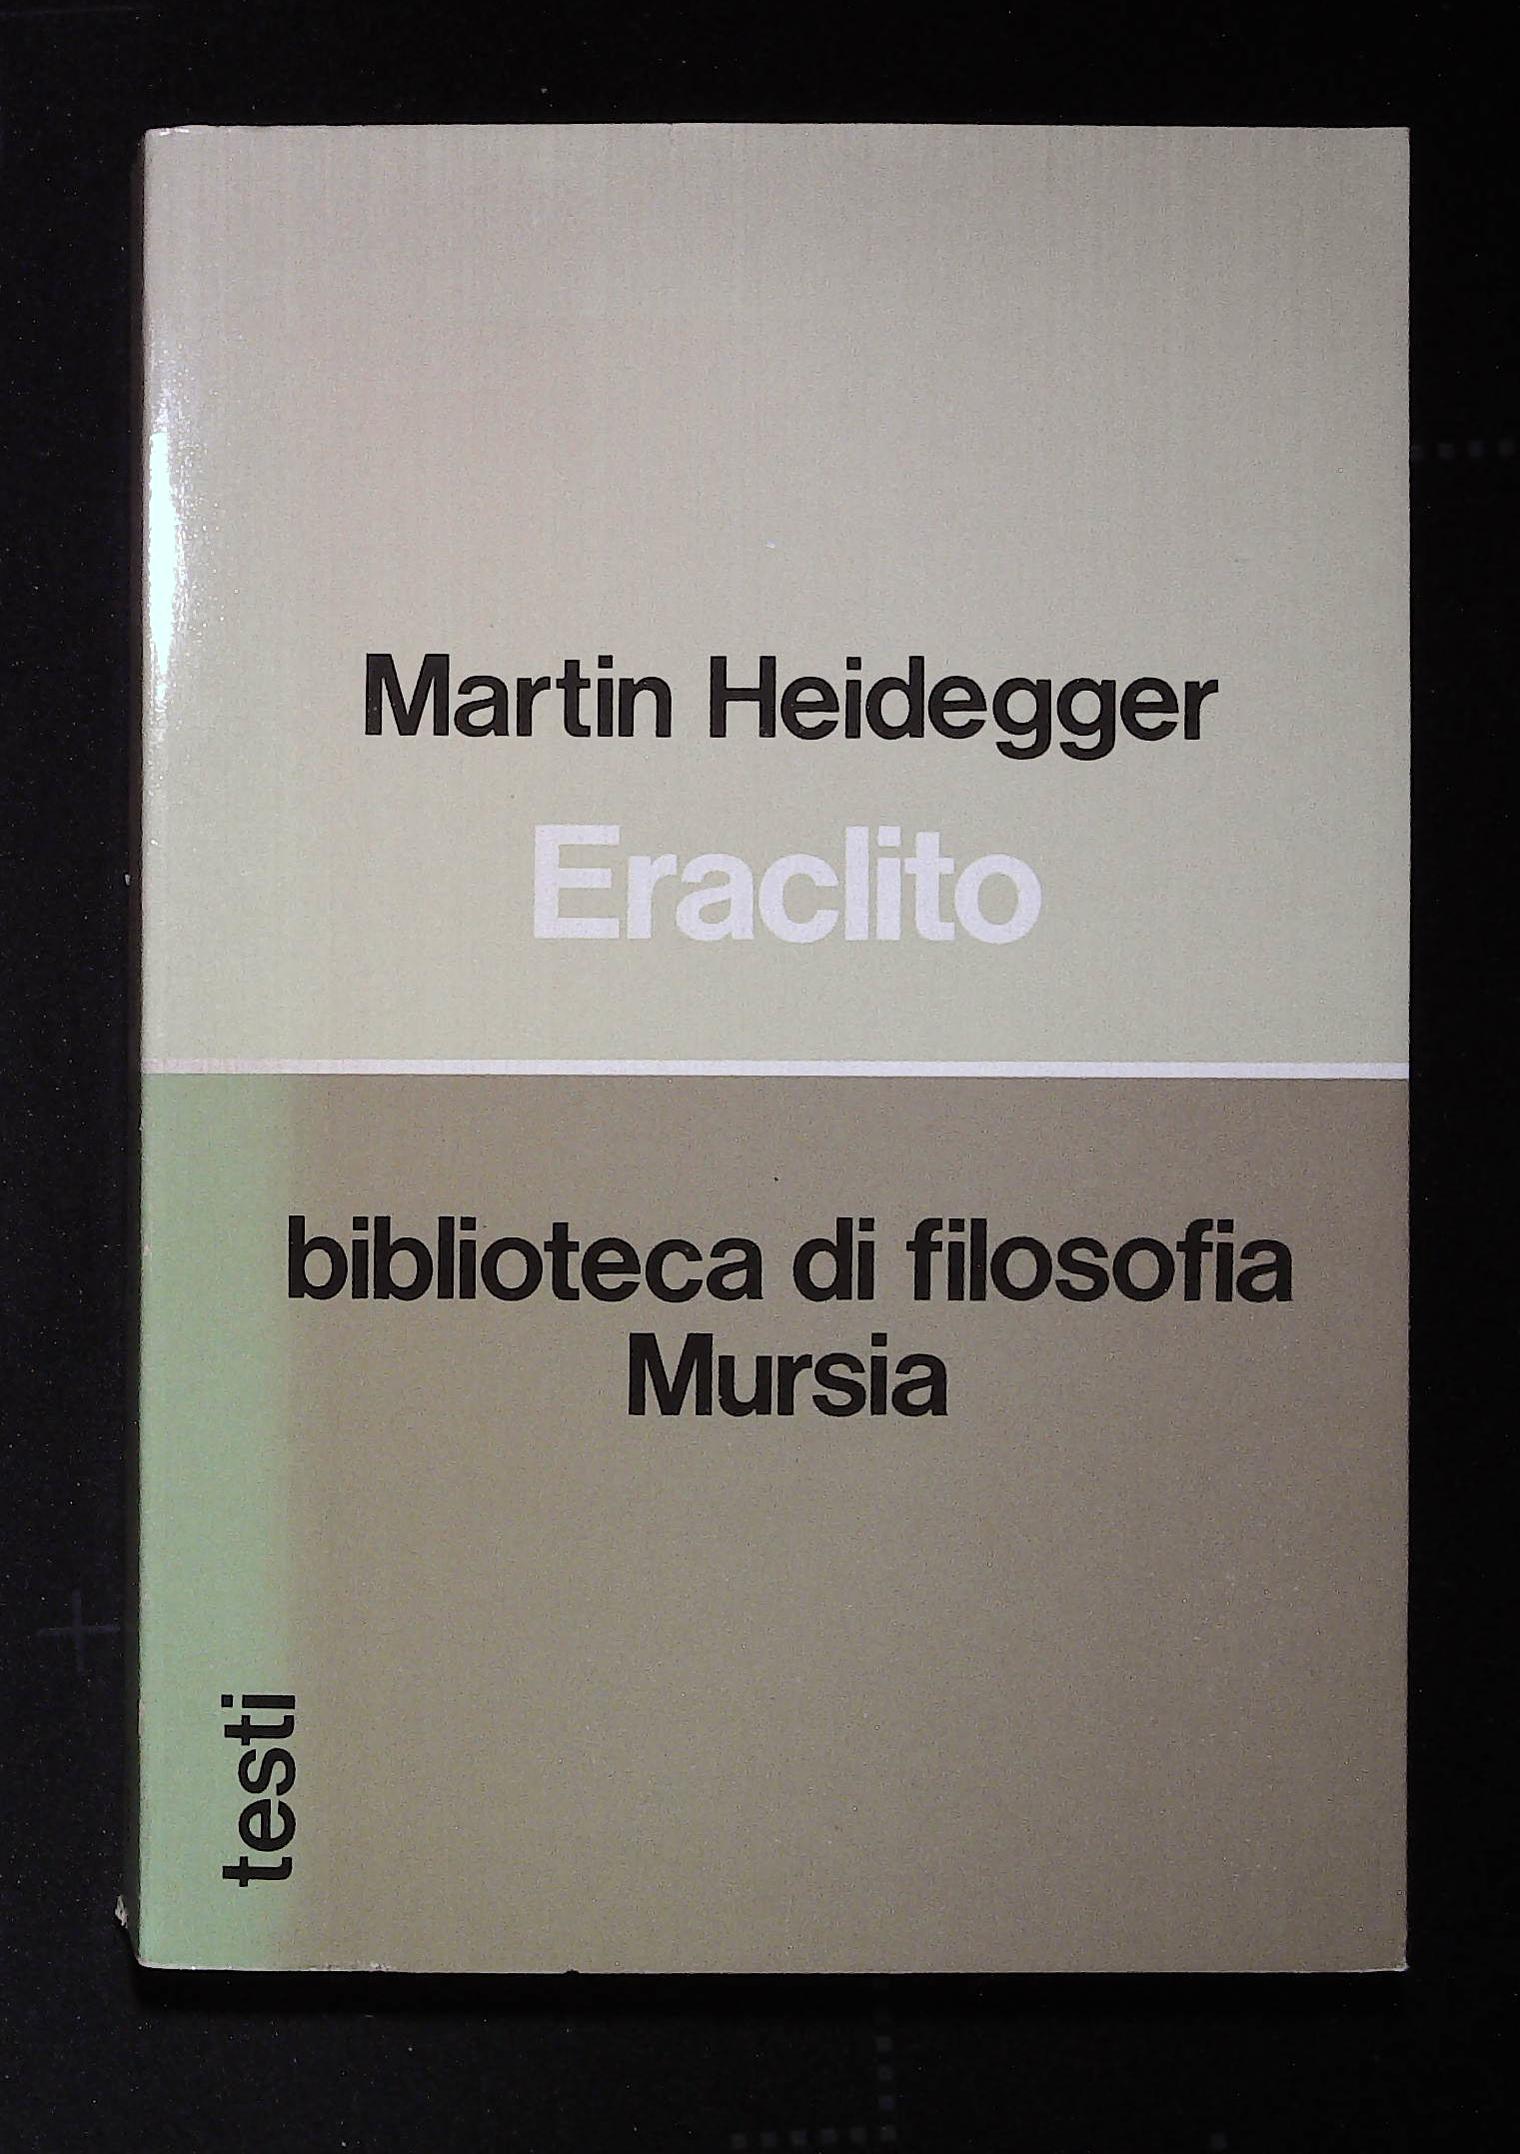 Martin Heidegger
Eraclito
biblioteca di filosofia
Mursia
testi